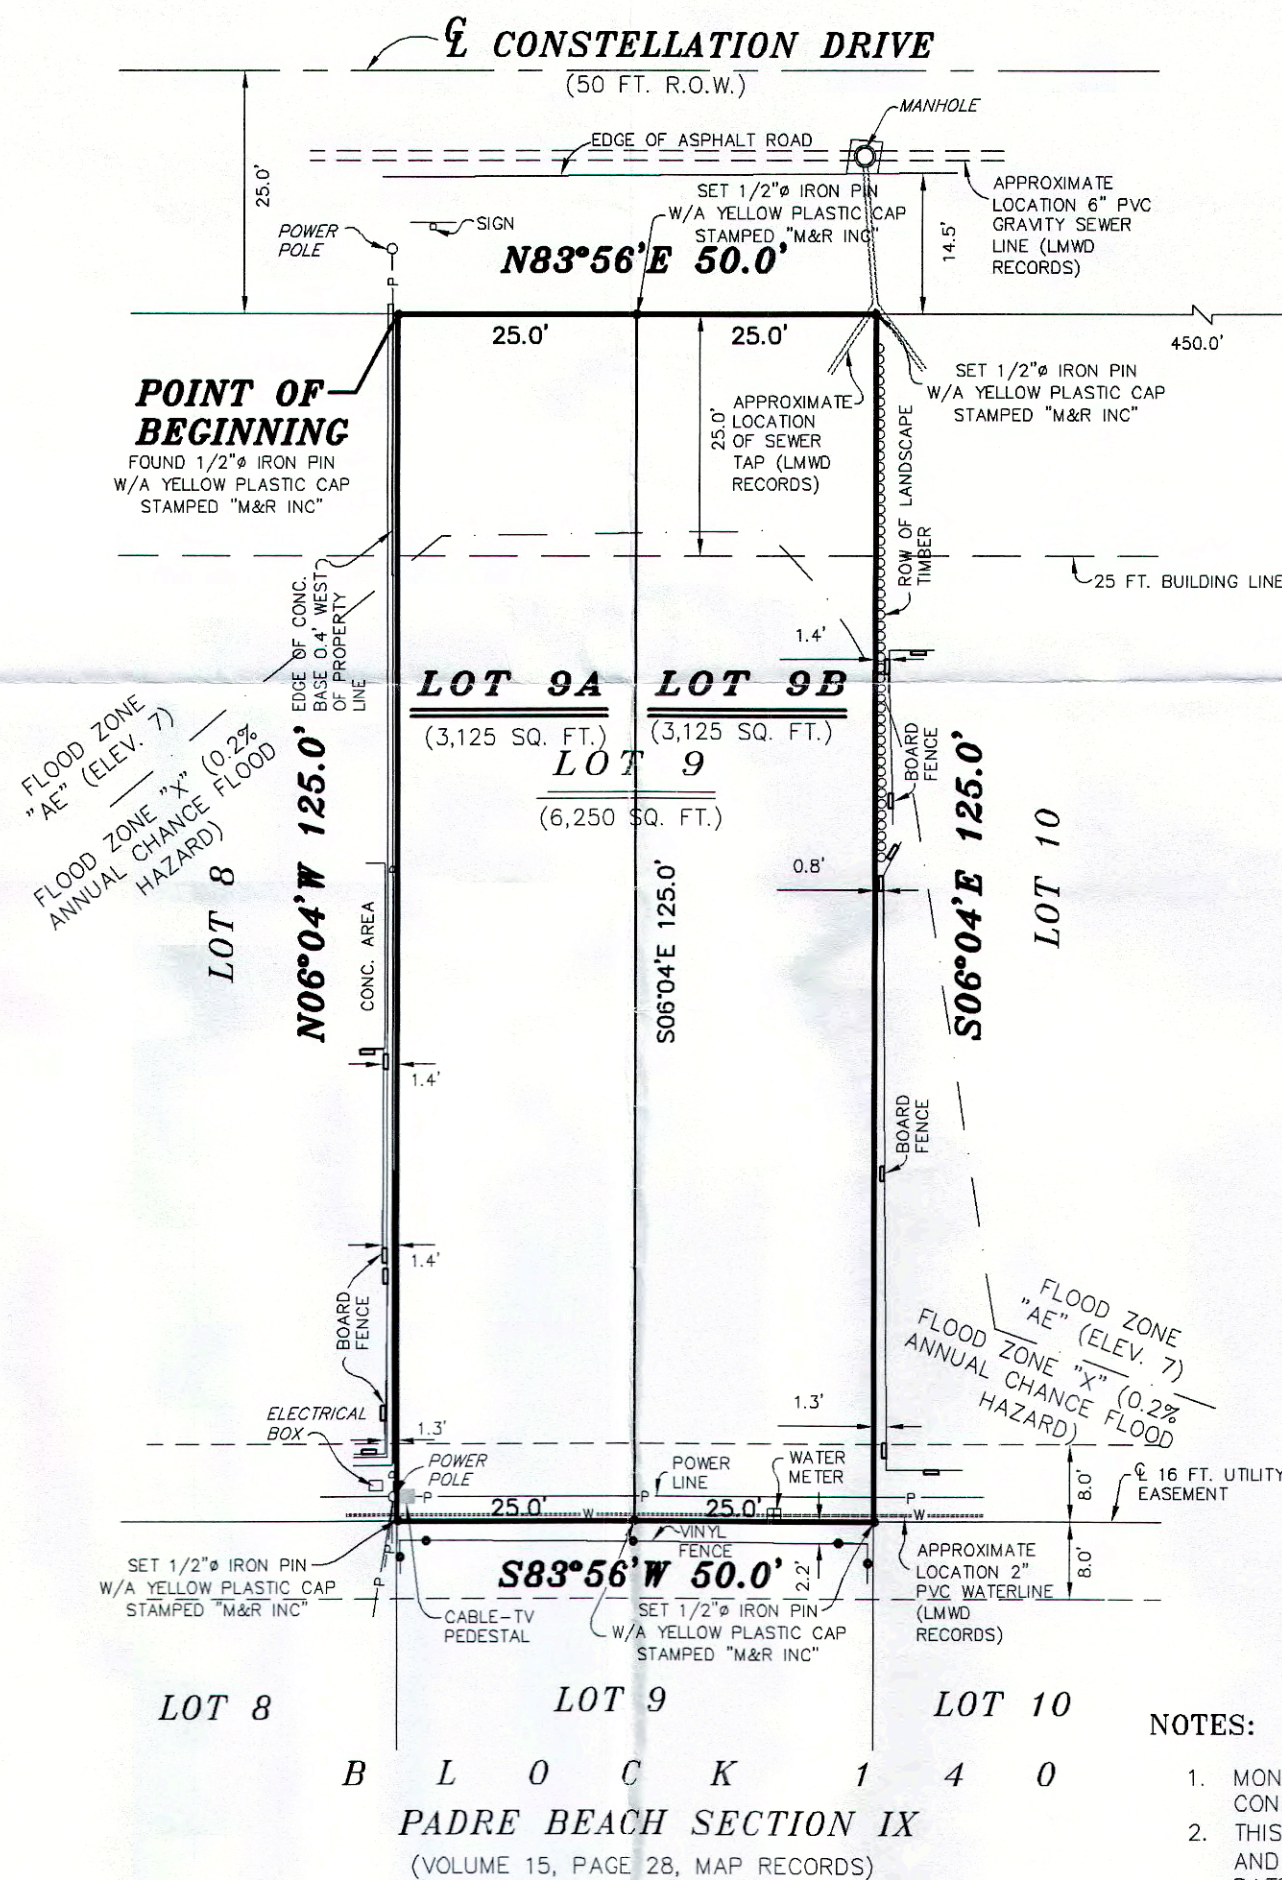 ℄ CONSTELLATION DRIVE
(50 FT. R.O.W.)
MANHOLE
EDGE OF ASPHALT ROAD
25.0'
SET 1/2"ø IRON PIN
W/A YELLOW PLASTIC CAP
STAMPED "M&R INC"
APPROXIMATE
LOCATION 6" PVC
GRAVITY SEWER
LINE (LMWD
RECORDS)
14.5'
SIGN
POWER
POLE
P
N83°56'E 50.0'
25.0'
25.0'
450.0'
POINT OF
BEGINNING
FOUND 1/2"ø IRON PIN
W/A YELLOW PLASTIC CAP
STAMPED "M&R INC"
25.0'
APPROXIMATE
LOCATION
OF SEWER
TAP (LMWD
RECORDS)
SET 1/2"ø IRON PIN
W/A YELLOW PLASTIC CAP
STAMPED "M&R INC"
ROW OF LANDSCAPE
TIMBER
25 FT. BUILDING LINE
EDGE OF CONC.
BASE 0.4' WEST
OF PROPERTY
LINE
1.4'
LOT 9A
LOT 9B
(3,125 SQ. FT.)
(3,125 SQ. FT.)
LOT 9
(6,250 SQ. FT.)
BOARD
FENCE
FLOOD ZONE
"AE" (ELEV. 7)
FLOOD ZONE "X" (0.2%
ANNUAL CHANCE FLOOD
HAZARD)
LOT 8
N06°04'W 125.0'
S06°04'E 125.0'
S06°04'E 125.0'
LOT 10
0.8'
CONC. AREA
1.4'
BOARD
FENCE
1.4'
BOARD
FENCE
FLOOD ZONE
"AE" (ELEV. 7)
FLOOD ZONE "X" (0.2%
ANNUAL CHANCE FLOOD
HAZARD)
1.3'
1.3'
ELECTRICAL
BOX
POWER
POLE
POWER
LINE
WATER
METER
8.0'
℄ 16 FT. UTILITY
EASEMENT
P
P
P
25.0'
W
25.0'
W
VINYL
FENCE
8.0'
SET 1/2"ø IRON PIN
W/A YELLOW PLASTIC CAP
STAMPED "M&R INC"
P
P
S83°56'W 50.0'
2.2'
APPROXIMATE
LOCATION 2"
PVC WATERLINE
(LMWD
RECORDS)
CABLE-TV
PEDESTAL
SET 1/2"ø IRON PIN
W/A YELLOW PLASTIC CAP
STAMPED "M&R INC"
LOT 8
LOT 9
LOT 10
BLOCK 140
PADRE BEACH SECTION IX
(VOLUME 15, PAGE 28, MAP RECORDS)
NOTES:
1. MON
CON
2. THIS
AND